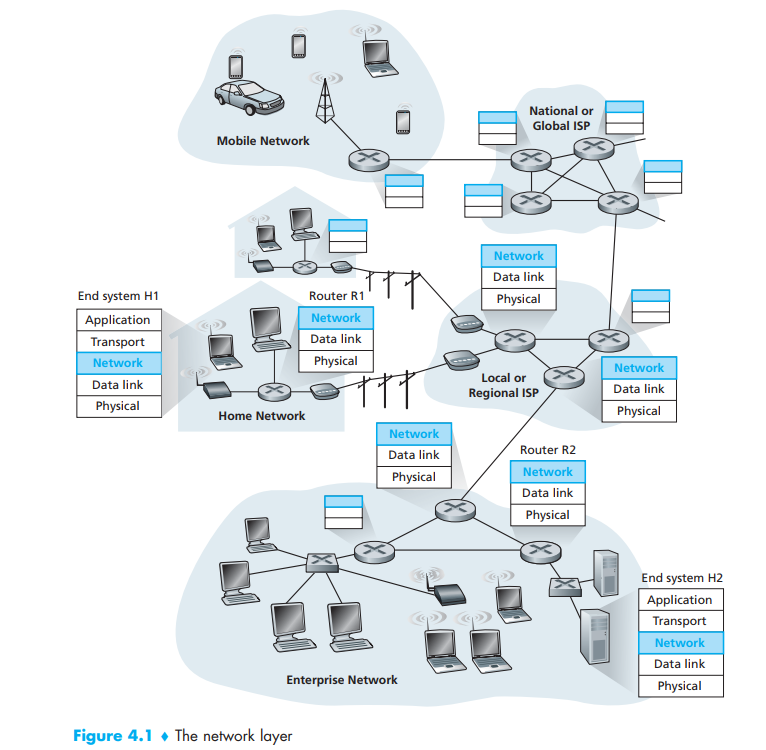 Mobile Network
National or
Global ISP
Network
Data link
Physical
End system H1
Application
Transport
Network
Data link
Physical
Router R1
Network
Data link
Physical
Home Network
Local or
Regional ISP
Network
Data link
Physical
Network
Data link
Physical
Router R2
Network
Data link
Physical
End system H2
Application
Transport
Network
Data link
Physical
Enterprise Network
Figure 4.1 ♦ The network layer